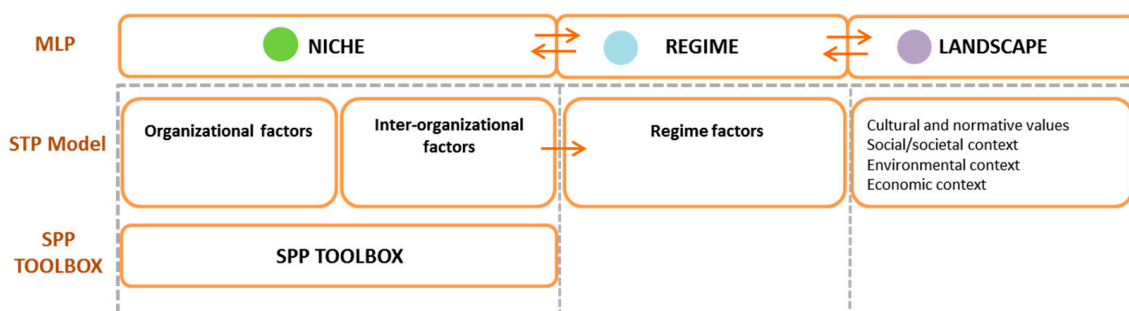 MLP
NICHE
REGIME
LANDSCAPE
STP Model
Organizational factors
Inter-organizational
factors
Regime factors
Cultural and normative values
Social/societal context
Environmental context
Economic context
SPP
TOOLBOX
SPP TOOLBOX